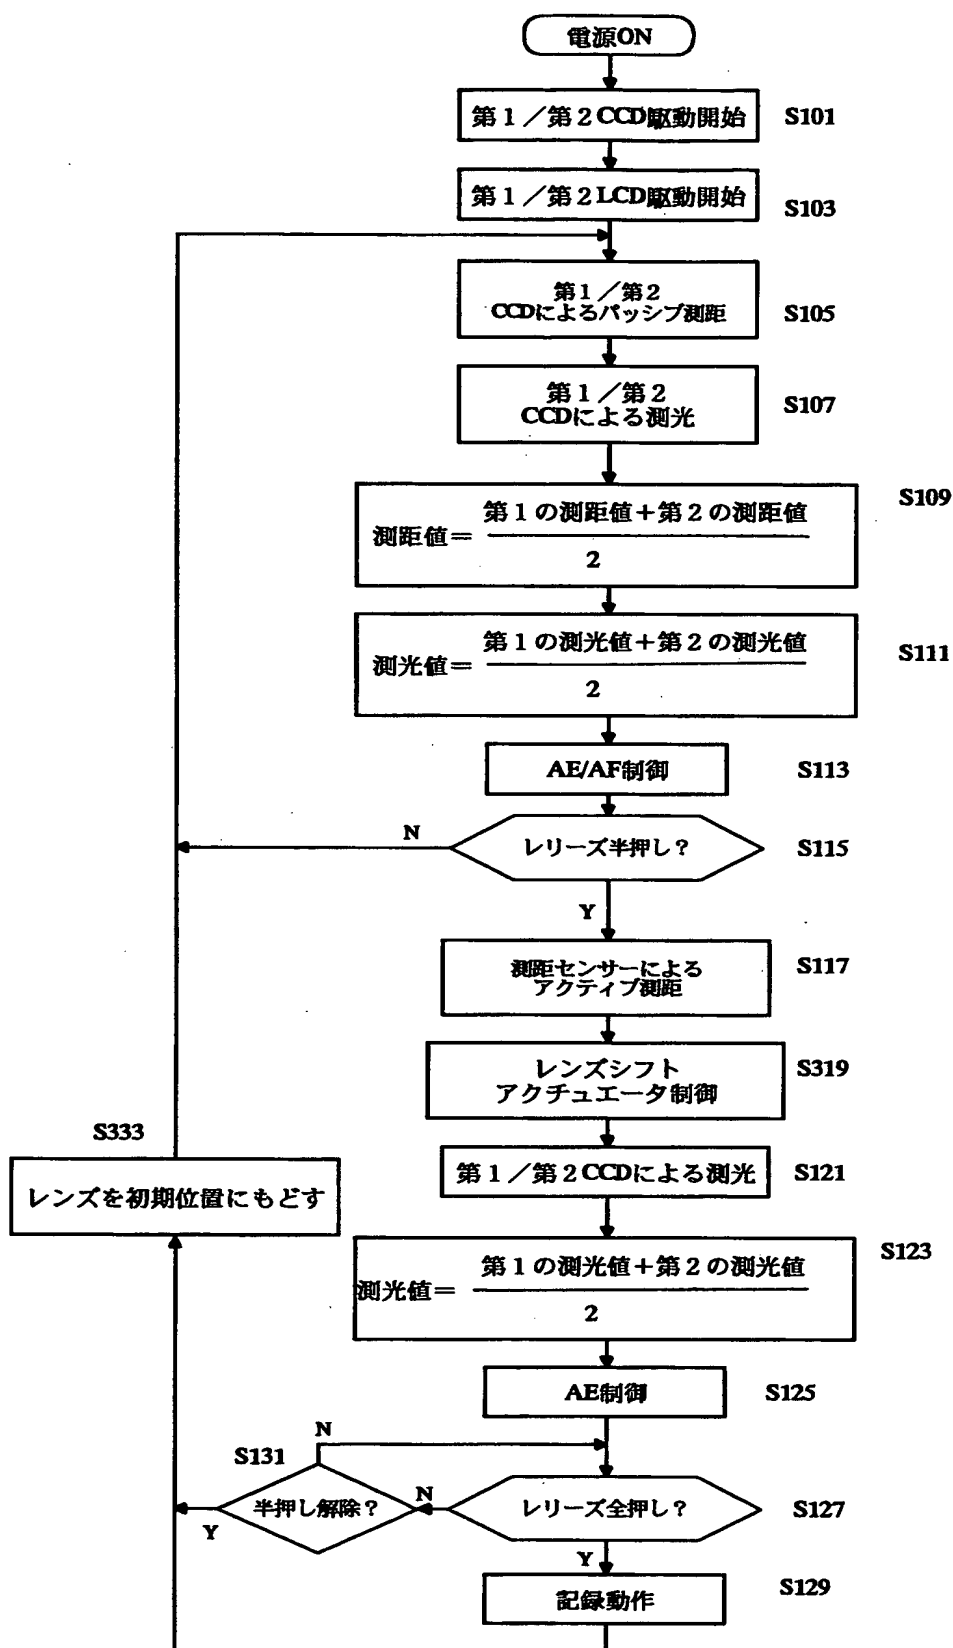 電源ON
第1／第2CCD駆動開始
S101
第1／第2LCD駆動開始
S103
第1／第2
CCDによるパッシブ測距
S105
第1／第2
CCDによる測光
S107
S109
第1の測距値＋第2の測距値
測距値＝
2
第1の測光値＋第2の測光値
測光値＝
2
S111
AE/AF制御
S113
N
レリーズ半押し？
S115
Y
測距センサーによる
アクティブ測距
S117
レンズシフト
アクチュエータ制御
S319
S333
レンズを初期位置にもどす
第1／第2CCDによる測光
S121
S123
第1の測光値＋第2の測光値
測光値＝
2
AE制御
S125
N
S131
半押し解除？
N
Y
レリーズ全押し？
S127
Y
記録動作
S129